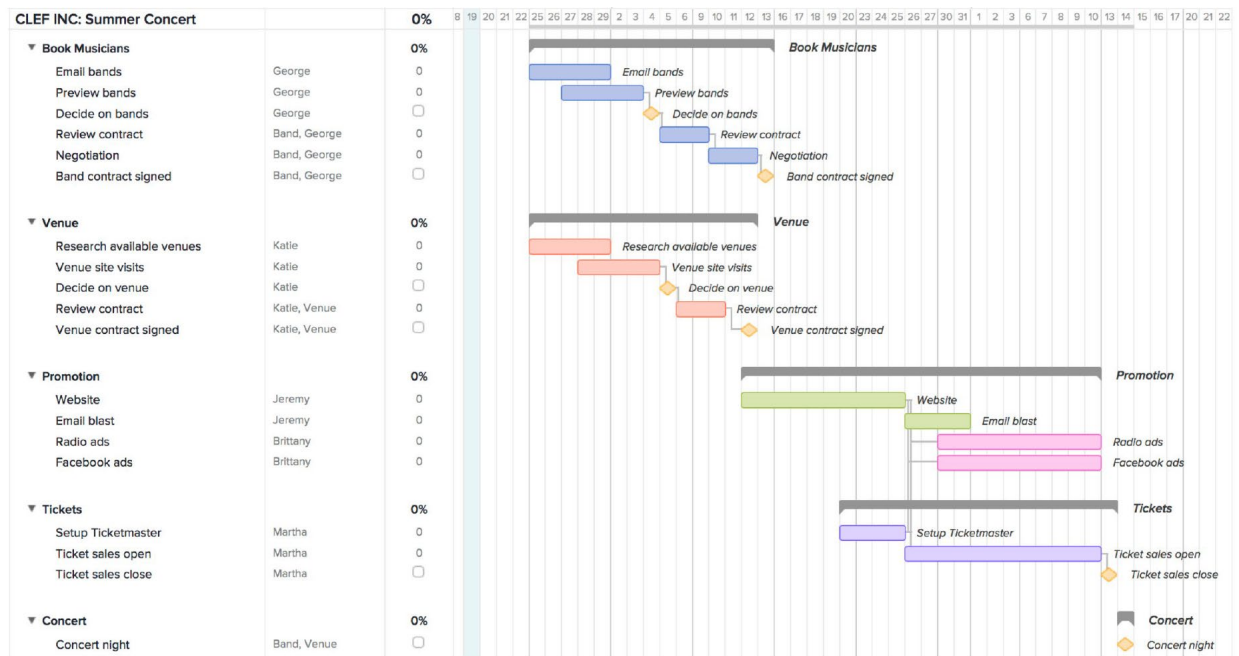 CLEF INC: Summer Concert 0% 8 19 20 21 22 25 26 27 28 29 2 3 4 5 6 9 10 11 12 13 16 17 18 19 20 23 24 25 26 27 30 31 1 2 3 6 7 8 9 10 13 14 15 16 17 20 21 22
Book Musicians 0% Book Musicians
Email bands George 0 Email bands
Preview bands George 0 Preview bands
Decide on bands George Decide on bands
Review contract Band, George 0 Review contract
Negotiation Band, George 0 Negotiation
Band contract signed Band, George Band contract signed
Venue 0% Venue
Research available venues Katie 0 Research available venues
Venue site visits Katie 0 Venue site visits
Decide on venue Katie Decide on venue
Review contract Katie, Venue 0 Review contract
Venue contract signed Katie, Venue Venue contract signed
Promotion 0% Promotion
Website Jeremy 0 Website
Email blast Jeremy 0 Email blast
Radio ads Brittany 0 Radio ads
Facebook ads Brittany 0 Facebook ads
Tickets 0% Tickets
Setup Ticketmaster Martha 0 Setup Ticketmaster
Ticket sales open Martha 0 Ticket sales open
Ticket sales close Martha Ticket sales close
Concert 0% Concert
Concert night Band, Venue Concert night